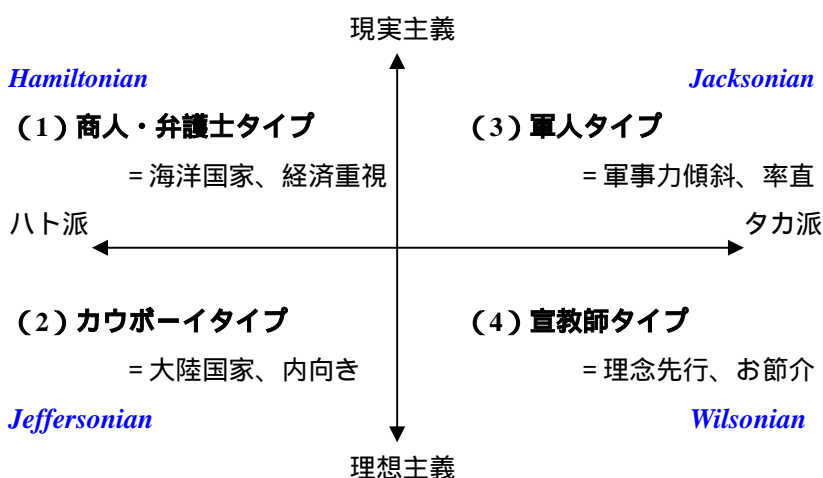 現実主義
Hamiltonian Jacksonian
（1）商人・弁護士タイプ （3）軍人タイプ
=海洋国家、経済重視 =軍事力傾斜、率直
ハト派 タカ派
（2）カウボーイタイプ （4）宣教師タイプ
=大陸国家、内向き =理念先行、お節介
Jeffersonian Wilsonian
理想主義